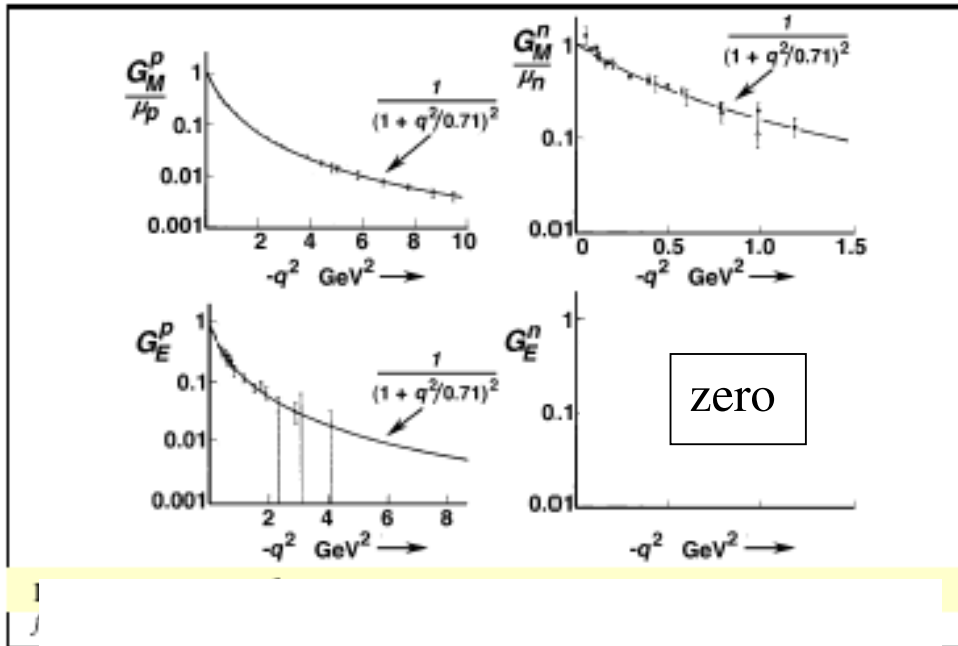 G_M^p / μ_p
1
0.1
0.01
0.001
1 / (1 + q²/0.71)²
2 4 6 8 10
-q² GeV² →
G_M^n / μ_n
1
0.1
0.01
1 / (1 + q²/0.71)²
0 0.5 1.0 1.5
-q² GeV² →
G_E^p
1
0.1
0.01
0.001
1 / (1 + q²/0.71)²
2 4 6 8
-q² GeV² →
G_E^n
1
0.1
0.01
zero
-q² GeV² →